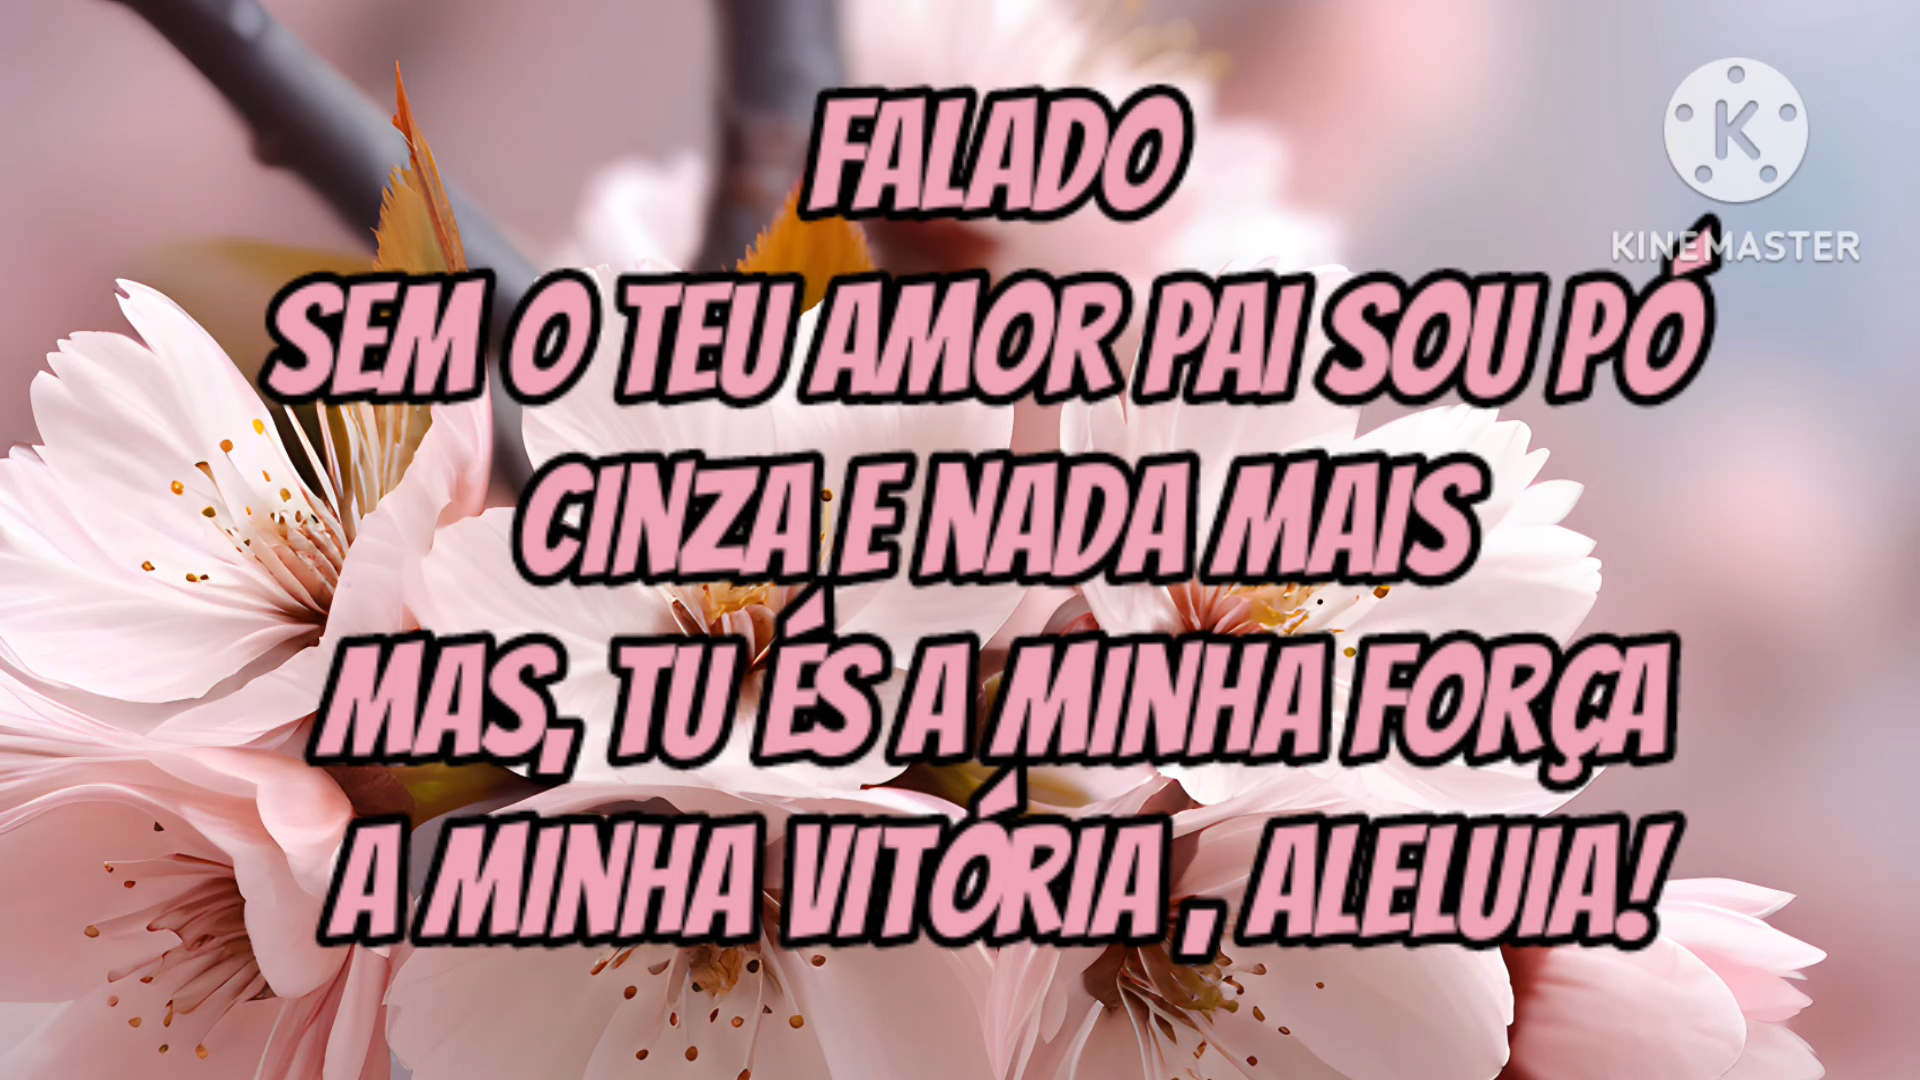 FALADO
SEM O TEU AMOR PAI SOU PÓ
CINZA E NADA MAIS
MAS, TU ÉS A MINHA FORÇA
A MINHA VITÓRIA , ALELUIA!
K
KINEMASTER